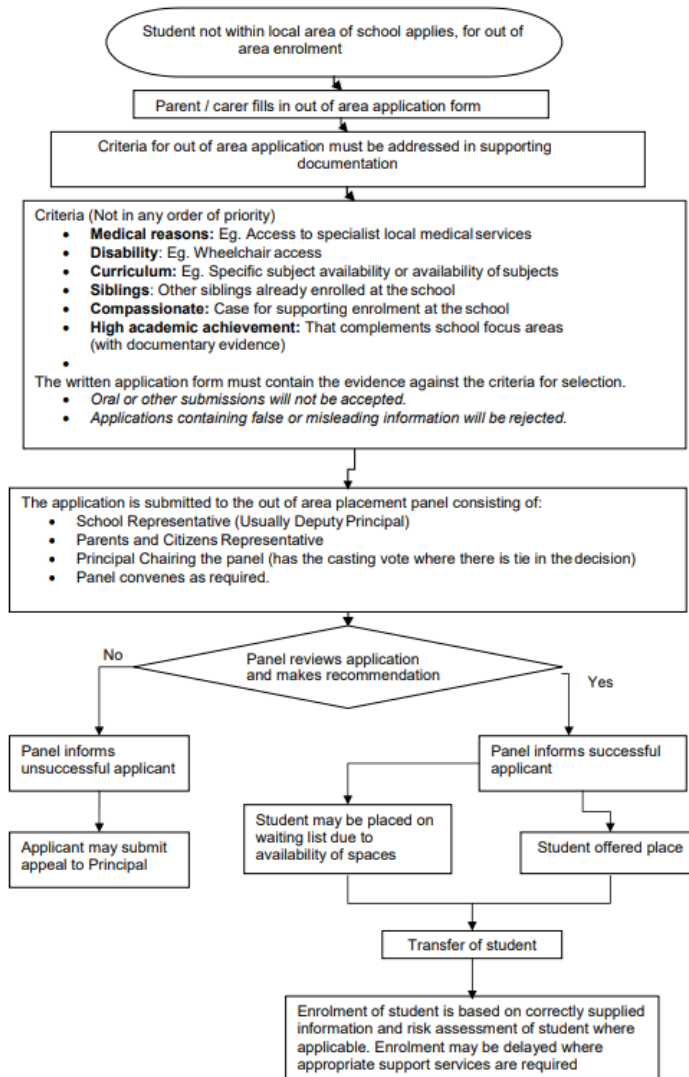 Student not within local area of school applies, for out of
area enrolment
Parent / carer fills in out of area application form
Criteria for out of area application must be addressed in supporting
documentation
Criteria (Not in any order of priority)
• Medical reasons: Eg. Access to specialist local medical services
• Disability: Eg. Wheelchair access
• Curriculum: Eg. Specific subject availability or availability of subjects
• Siblings: Other siblings already enrolled at the school
• Compassionate: Case for supporting enrolment at the school
• High academic achievement: That complements school focus areas
(with documentary evidence)
•
The written application form must contain the evidence against the criteria for selection.
• Oral or other submissions will not be accepted.
• Applications containing false or misleading information will be rejected.
The application is submitted to the out of area placement panel consisting of:
• School Representative (Usually Deputy Principal)
• Parents and Citizens Representative
• Principal Chairing the panel (has the casting vote where there is tie in the decision)
• Panel convenes as required.
Panel reviews application
and makes recommendation
No
Yes
Panel informs
unsuccessful applicant
Panel informs successful
applicant
Applicant may submit
appeal to Principal
Student may be placed on
waiting list due to
availability of spaces
Student offered place
Transfer of student
Enrolment of student is based on correctly supplied
information and risk assessment of student where
applicable. Enrolment may be delayed where
appropriate support services are required